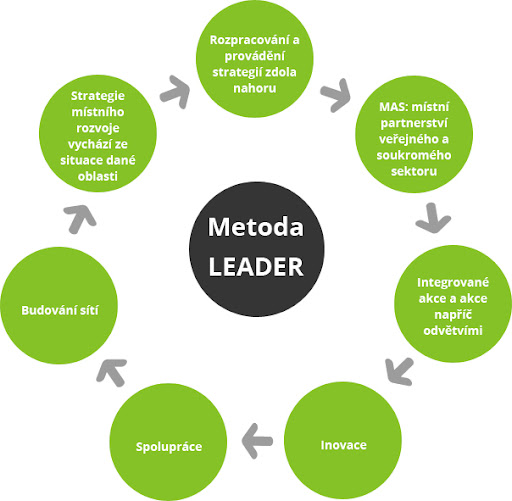 Rozpracování a
provádění
strategií zdola
nahoru
MAS: místní
partnerství
veřejného a
soukromého
sektoru
Integrované
akce a akce
napříč
odvětvími
Inovace
Spolupráce
Budování sítí
Strategie
místního
rozvoje
vychází ze
situace dané
oblasti
Metoda
LEADER